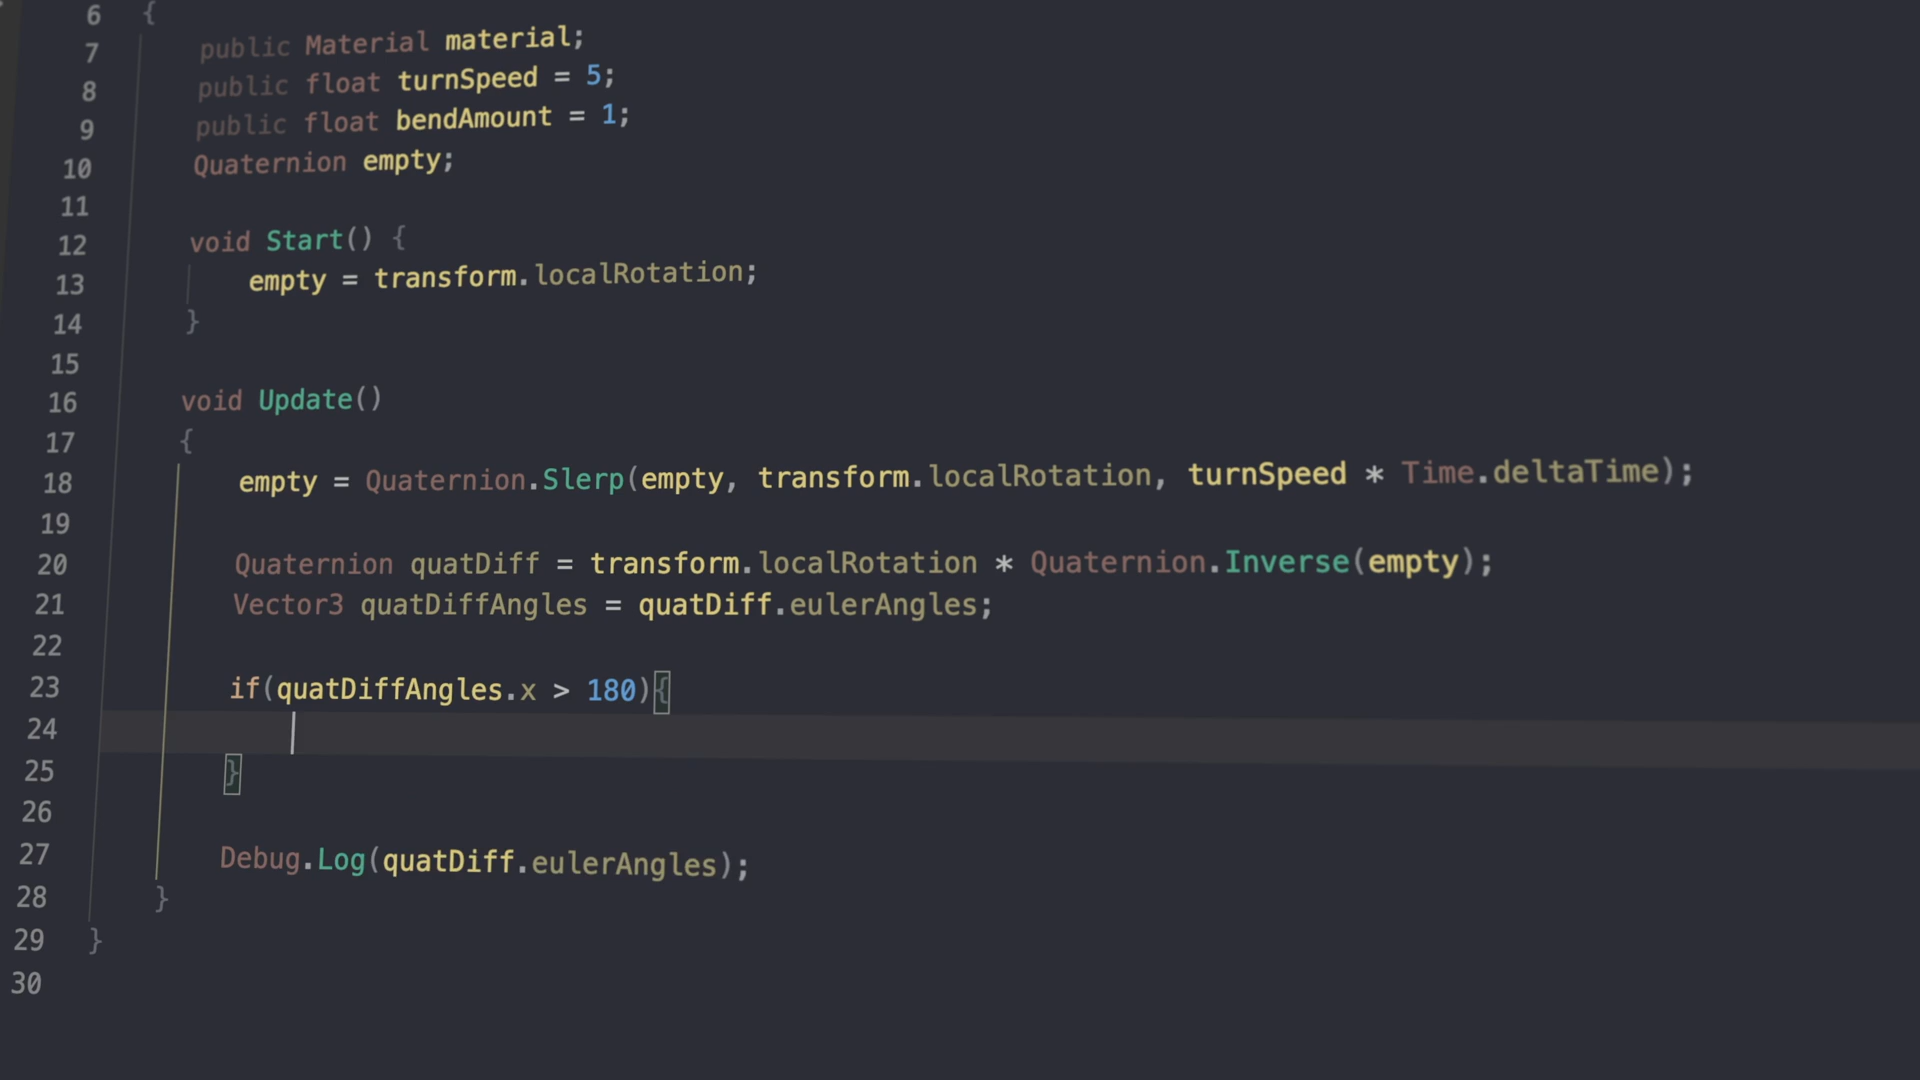 6 {
7 public Material material;
8 public float turnSpeed = 5;
9 public float bendAmount = 1;
10 Quaternion empty;
11
12 void Start() {
13 empty = transform.localRotation;
14 }
15
16 void Update()
17 {
18 empty = Quaternion.Slerp(empty, transform.localRotation, turnSpeed * Time.deltaTime);
19
20 Quaternion quatDiff = transform.localRotation * Quaternion.Inverse(empty);
21 Vector3 quatDiffAngles = quatDiff.eulerAngles;
22
23 if(quatDiffAngles.x > 180){
24
25 }
26
27 Debug.Log(quatDiff.eulerAngles);
28 }
29 }
30